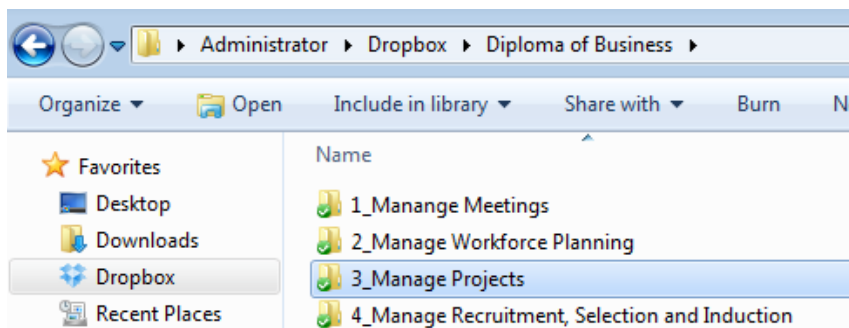 Administrator Dropbox Diploma of Business
Organize Open Include in library Share with Burn N
Favorites
Desktop
Downloads
Dropbox
Recent Places
Name
1_Manange Meetings
2_Manage Workforce Planning
3_Manage Projects
4_Manage Recruitment, Selection and Induction